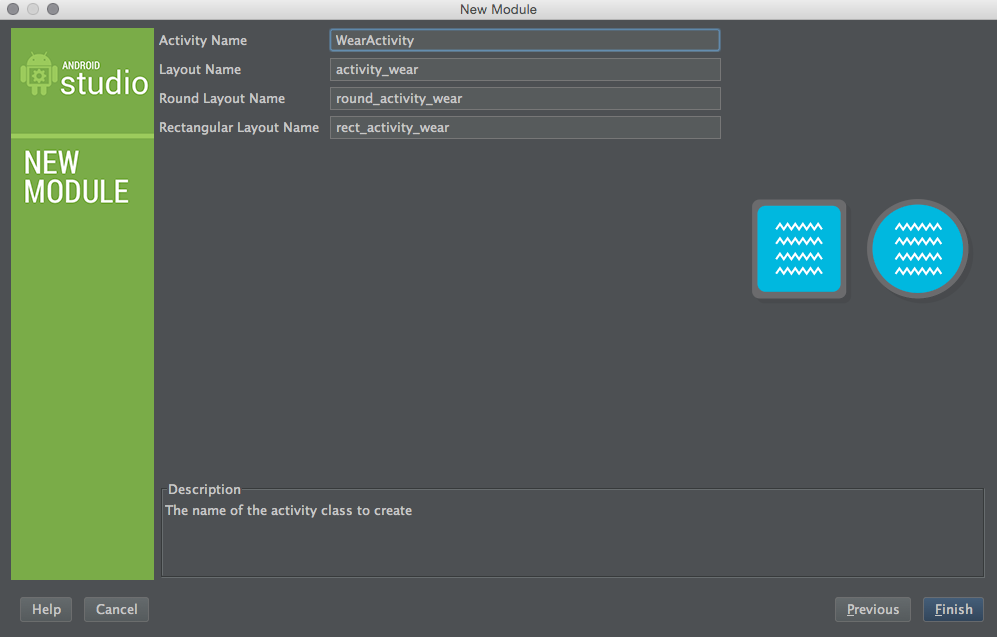 New Module
ANDROID
studio
NEW
MODULE
Activity Name
WearActivity
Layout Name
activity_wear
Round Layout Name
round_activity_wear
Rectangular Layout Name
rect_activity_wear
Description
The name of the activity class to create
Help
Cancel
Previous
Finish